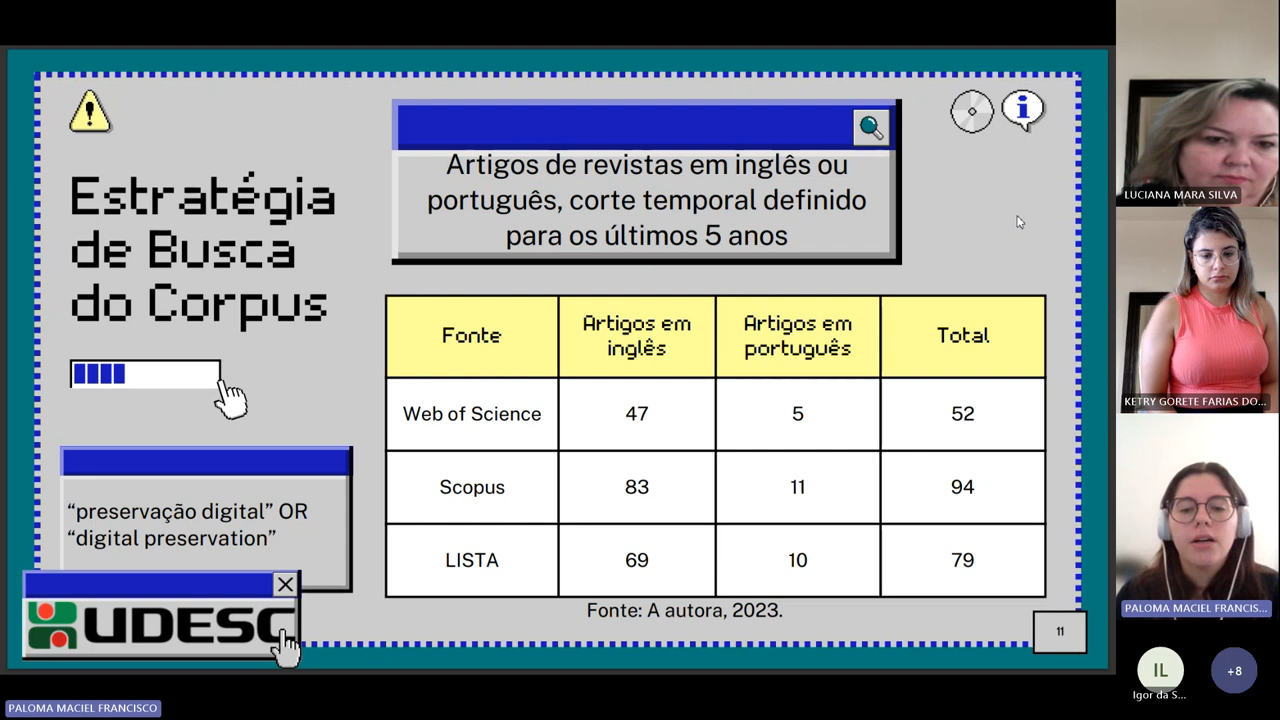 Estratégia
de Busca
do Corpus
"preservação digital" OR
"digital preservation"
UDESC
Artigos de revistas em inglês ou
português, corte temporal definido
para os últimos 5 anos
Fonte Artigos em inglês Artigos em português Total
Web of Science 47 5 52
Scopus 83 11 94
LISTA 69 10 79
Fonte: A autora, 2023.
11
LUCIANA MARA SILVA
KETRY GORETE FARIAS DO...
PALOMA MACIEL FRANCIS...
IL
Igor da S...
+8
PALOMA MACIEL FRANCISCO